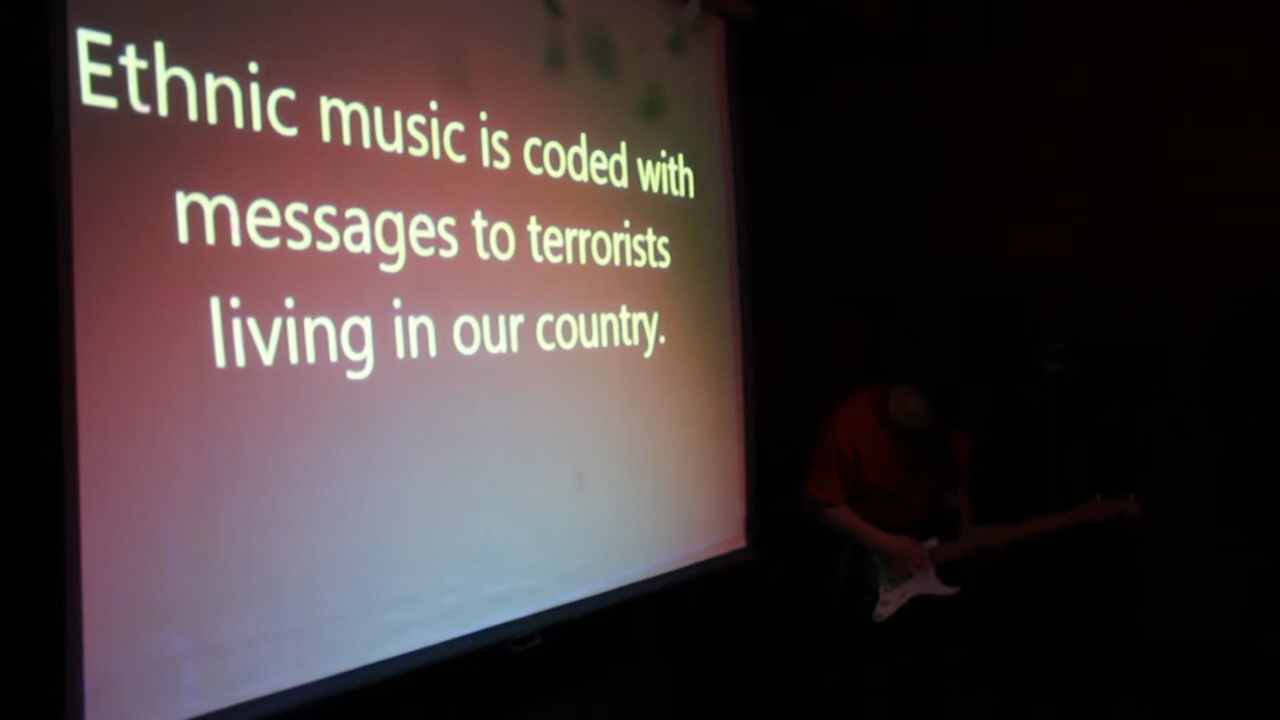 Ethnic music is coded with
messages to terrorists
living in our country.